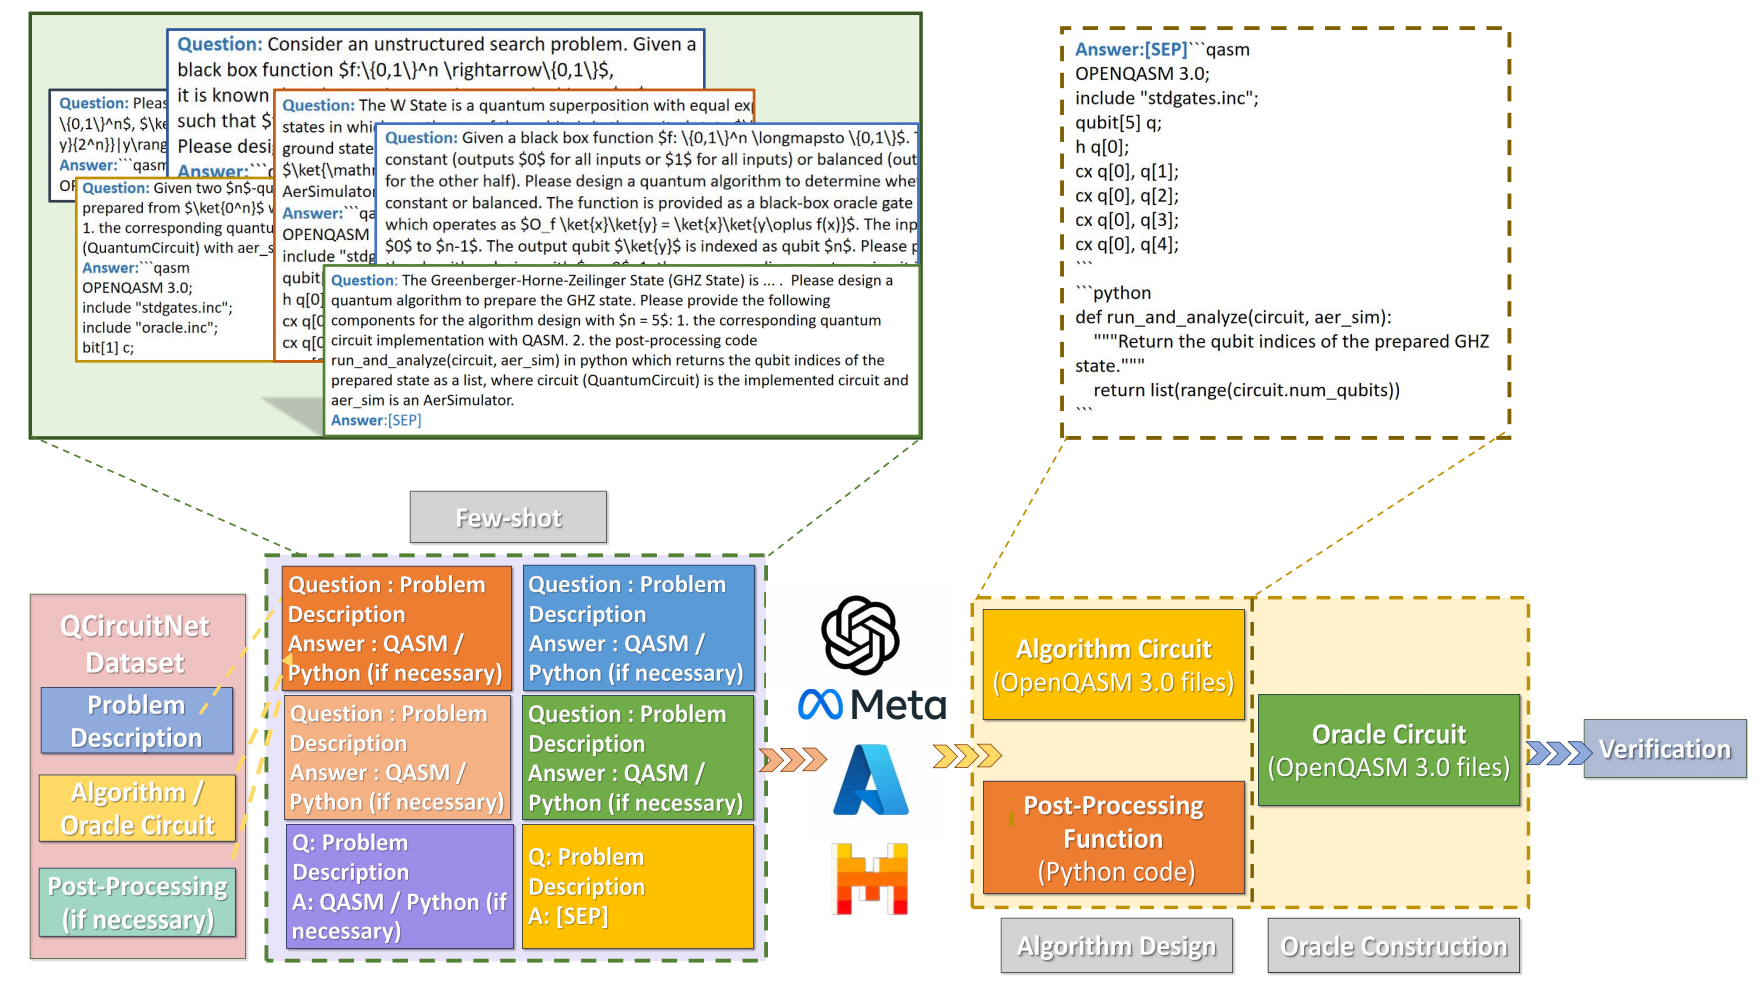 Question: Consider an unstructured search problem. Given a
black box function $f:\{0,1\}^n \rightarrow\{0,1\}$,
it is known
such that $
Please desi
Answer:```
Question: Pleas
\{0,1\}^n$, $\ke
y}{2^n}}|y\rang
Answer:```qasm
Question: Given two $n$-qu
prepared from $\ket{0^n}$
1. the corresponding quantu
(QuantumCircuit) with aer_s
Answer:```qasm
OPENQASM 3.0;
include "stdgates.inc";
include "oracle.inc";
bit[1] c;
Question: The W State is a quantum superposition with equal exp
states in whic
ground state
$\ket{\mathr
AerSimulator
Answer:```qa
OPENQASM
include "stdg
qubit
h q[0]
cx q[0
cx q[0
Question: Given a black box function $f: \{0,1\}^n \longmapsto \{0,1\}$.
constant (outputs $0$ for all inputs or $1$ for all inputs) or balanced (out
for the other half). Please design a quantum algorithm to determine whe
constant or balanced. The function is provided as a black-box oracle gate
which operates as $O_f \ket{x}\ket{y} = \ket{x}\ket{y\oplus f(x)}$. The inp
$0$ to $n-1$. The output qubit $\ket{y}$ is indexed as qubit $n$. Please p
Question: The Greenberger-Horne-Zeilinger State (GHZ State) is ... . Please design a
quantum algorithm to prepare the GHZ state. Please provide the following
components for the algorithm design with $n = 5$: 1. the corresponding quantum
circuit implementation with QASM. 2. the post-processing code
run_and_analyze(circuit, aer_sim) in python which returns the qubit indices of the
prepared state as a list, where circuit (QuantumCircuit) is the implemented circuit and
aer_sim is an AerSimulator.
Answer:[SEP]
Answer:[SEP]```qasm
OPENQASM 3.0;
include "stdgates.inc";
qubit[5] q;
h q[0];
cx q[0], q[1];
cx q[0], q[2];
cx q[0], q[3];
cx q[0], q[4];
```
```python
def run_and_analyze(circuit, aer_sim):
"""Return the qubit indices of the prepared GHZ
state."""
return list(range(circuit.num_qubits))
```
Few-shot
QCircuitNet
Dataset
Problem
Description
Algorithm /
Oracle Circuit
Post-Processing
(if necessary)
Question : Problem
Description
Answer : QASM /
Python (if necessary)
Question : Problem
Description
Answer : QASM /
Python (if necessary)
Question : Problem
Description
Answer : QASM /
Python (if necessary)
Question : Problem
Description
Answer : QASM /
Python (if necessary)
Q: Problem
Description
A: QASM / Python (if
necessary)
Q: Problem
Description
A: [SEP]
Meta
Algorithm Circuit
(OpenQASM 3.0 files)
Post-Processing
Function
(Python code)
Oracle Circuit
(OpenQASM 3.0 files)
Verification
Algorithm Design
Oracle Construction